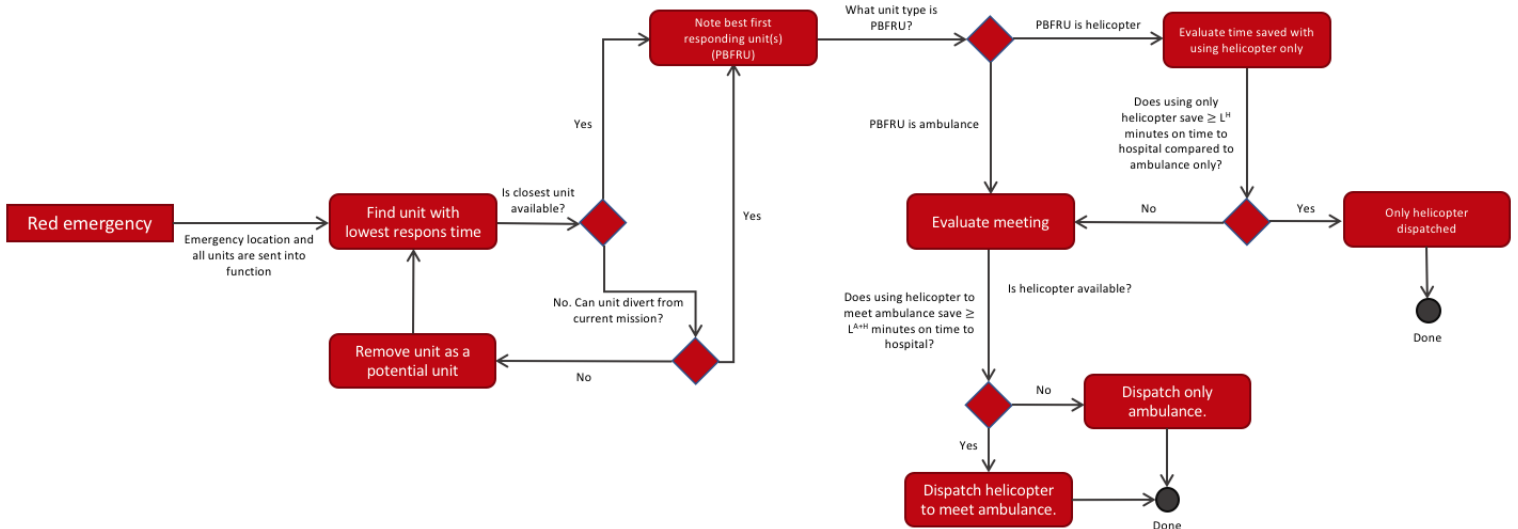 Red emergency
Emergency location and
all units are sent into
function
Find unit with
lowest respons time
Is closest unit
available?
Yes
No. Can unit divert from
current mission?
No
Remove unit as a
potential unit
Yes
Note best first
responding unit(s)
(PBFRU)
What unit type is
PBFRU?
PBFRU is helicopter
Evaluate time saved with
using helicopter only
PBFRU is ambulance
Does using only
helicopter save ≥ Lᴴ
minutes on time to
hospital compared to
ambulance only?
No
Yes
Only helicopter
dispatched
Done
Evaluate meeting
Does using helicopter to
meet ambulance save ≥
Lᴬ⁺ᴴ minutes on time to
hospital?
Is helicopter available?
No
Dispatch only
ambulance.
Yes
Dispatch helicopter
to meet ambulance.
Done